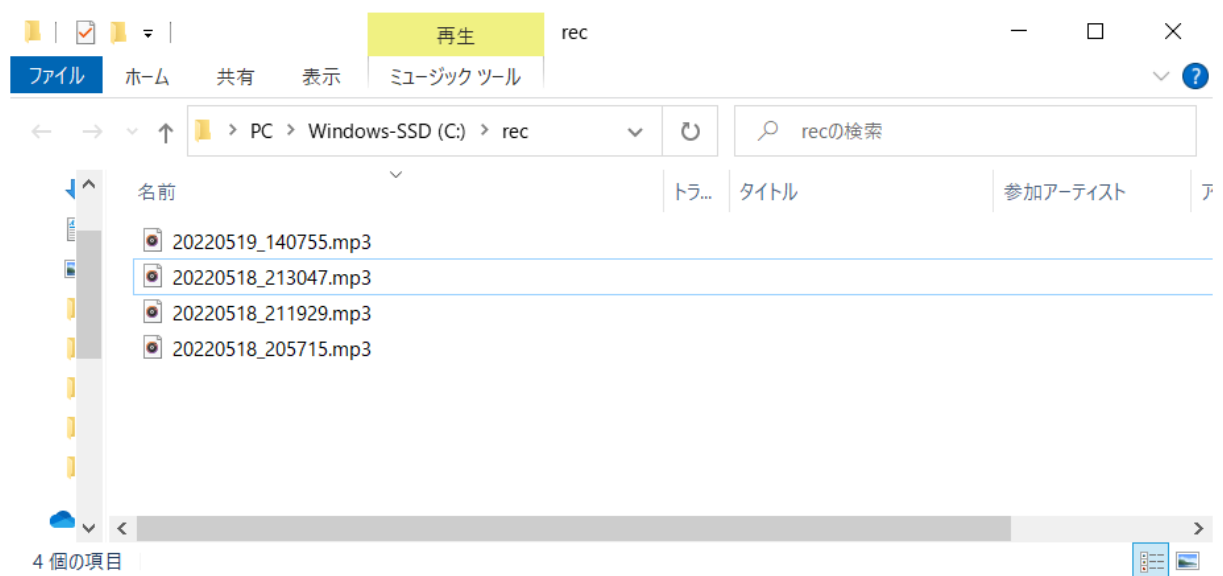 再生 rec
ファイル ホーム 共有 表示 ミュージック ツール ?
PC > Windows-SSD (C:) > rec recの検索
名前 トラ... タイトル 参加アーティスト
20220519_140755.mp3
20220518_213047.mp3
20220518_211929.mp3
20220518_205715.mp3
4 個の項目